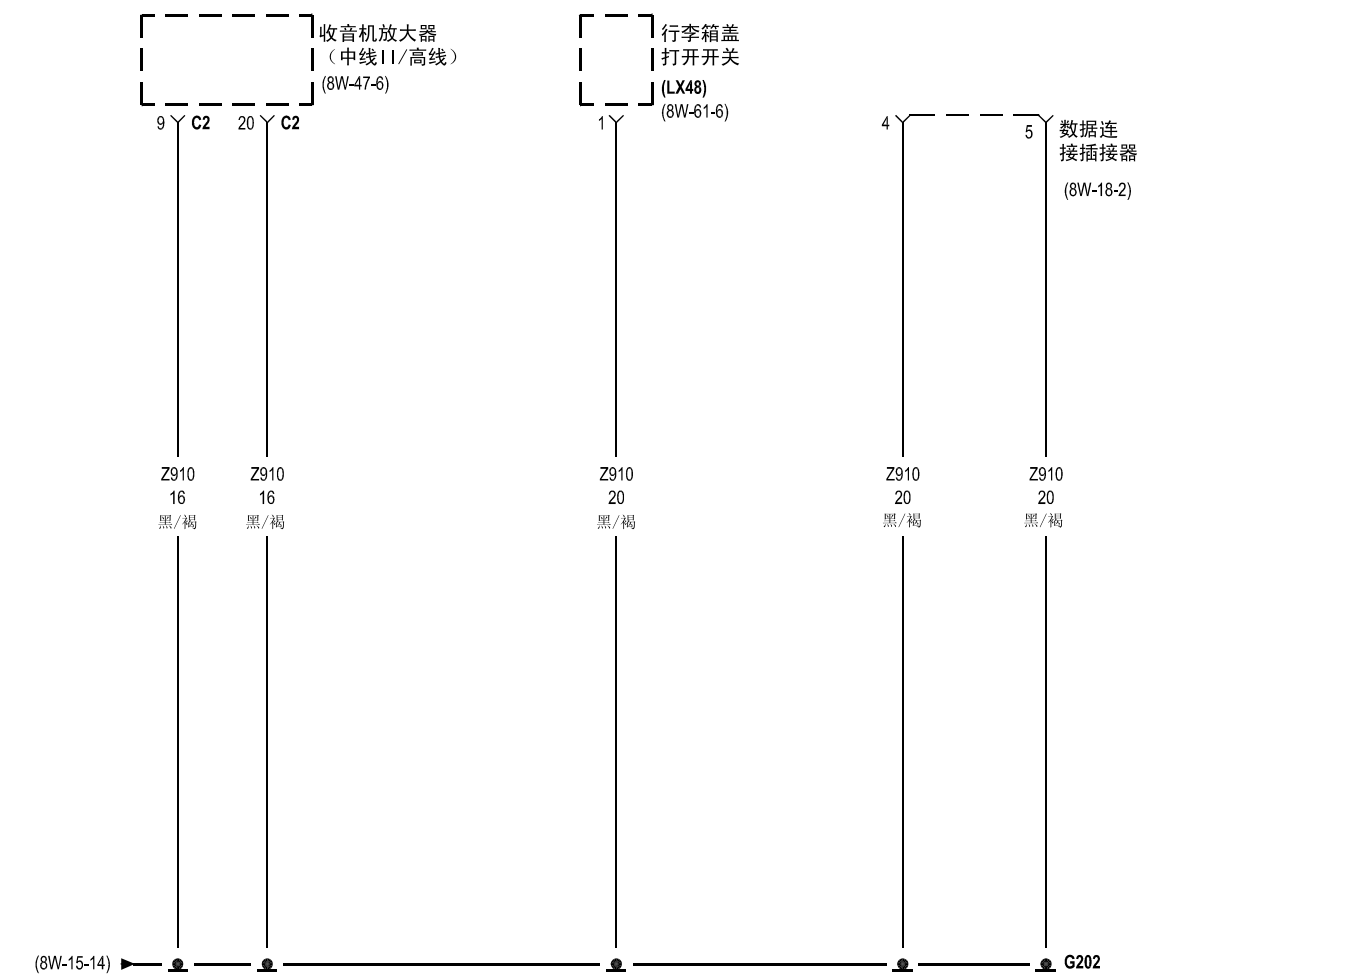 收音机放大器
（中线II/高线）
(8W-47-6)
行李箱盖
打开开关
(LX48)
(8W-61-6)
9 C2 20 C2
1
4
5
数据连
接插接器
(8W-18-2)
Z910 Z910 Z910 Z910 Z910
16 16 20 20 20
黑/褐 黑/褐 黑/褐 黑/褐 黑/褐
(8W-15-14)
G202